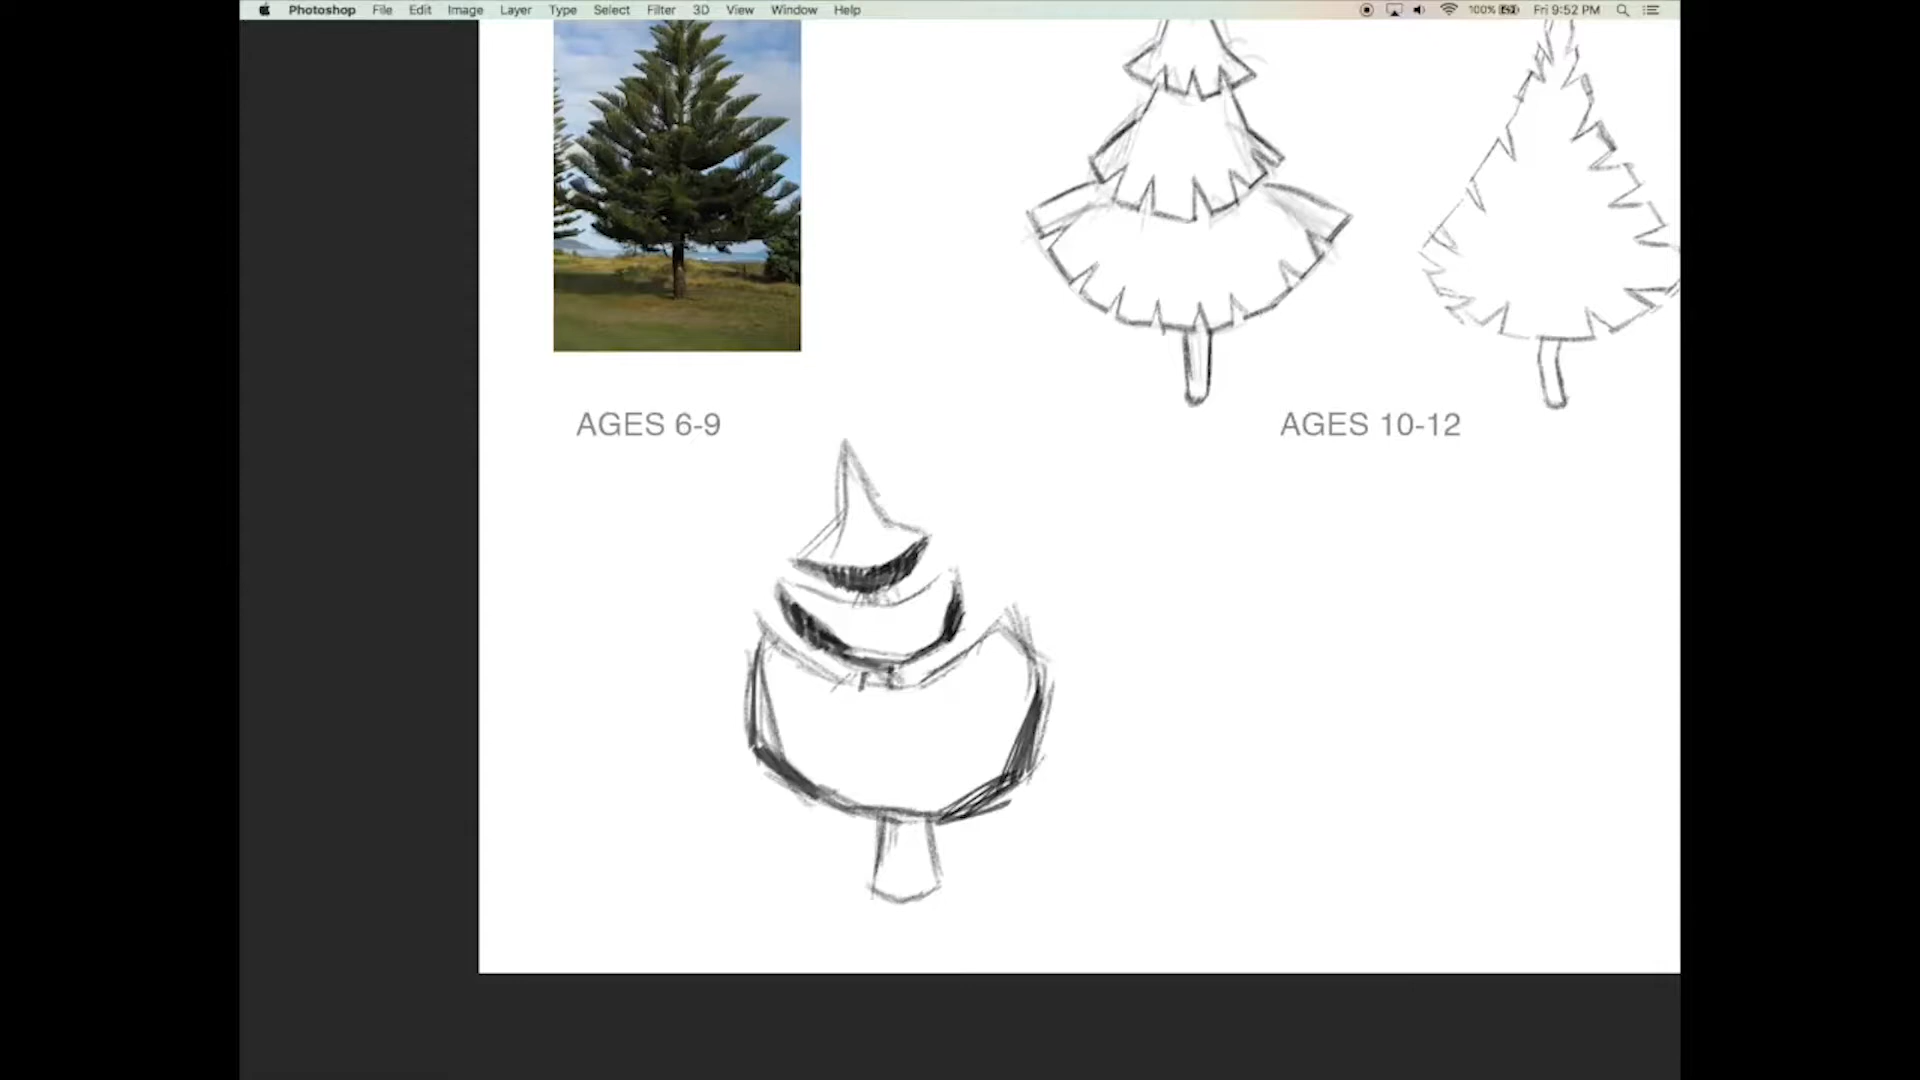 Photoshop File Edit Image Layer Type Select Filter 3D View Window Help 100% Fri 9:52 PM
AGES 6-9
AGES 10-12